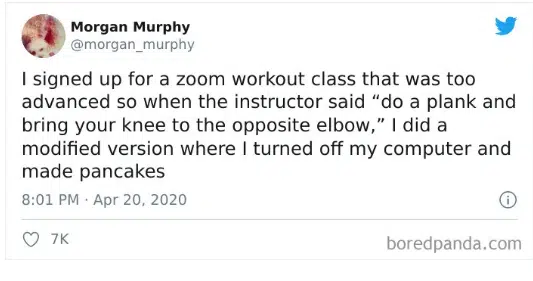 Morgan Murphy
@morgan_murphy
I signed up for a zoom workout class that was too
advanced so when the instructor said “do a plank and
bring your knee to the opposite elbow,” I did a
modified version where I turned off my computer and
made pancakes
8:01 PM · Apr 20, 2020
7K
boredpanda.com